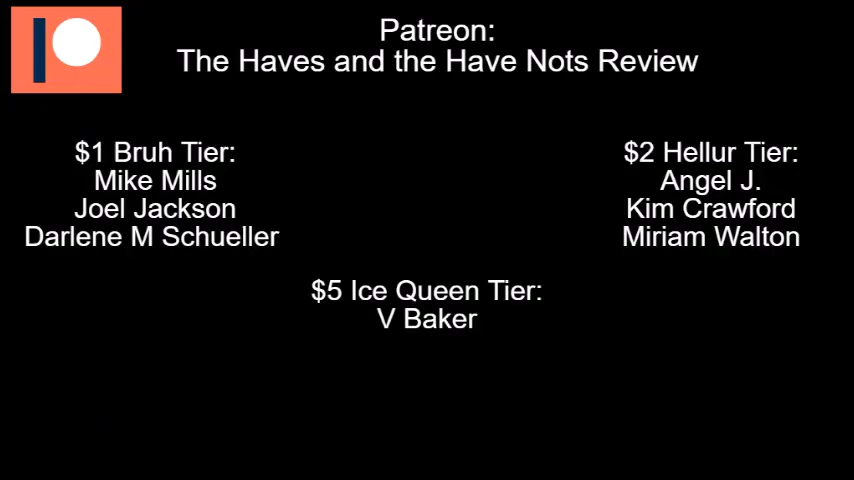 Patreon:
The Haves and the Have Nots Review
$1 Bruh Tier:
Mike Mills
Joel Jackson
Darlene M Schueller
$2 Hellur Tier:
Angel J.
Kim Crawford
Miriam Walton
$5 Ice Queen Tier:
V Baker